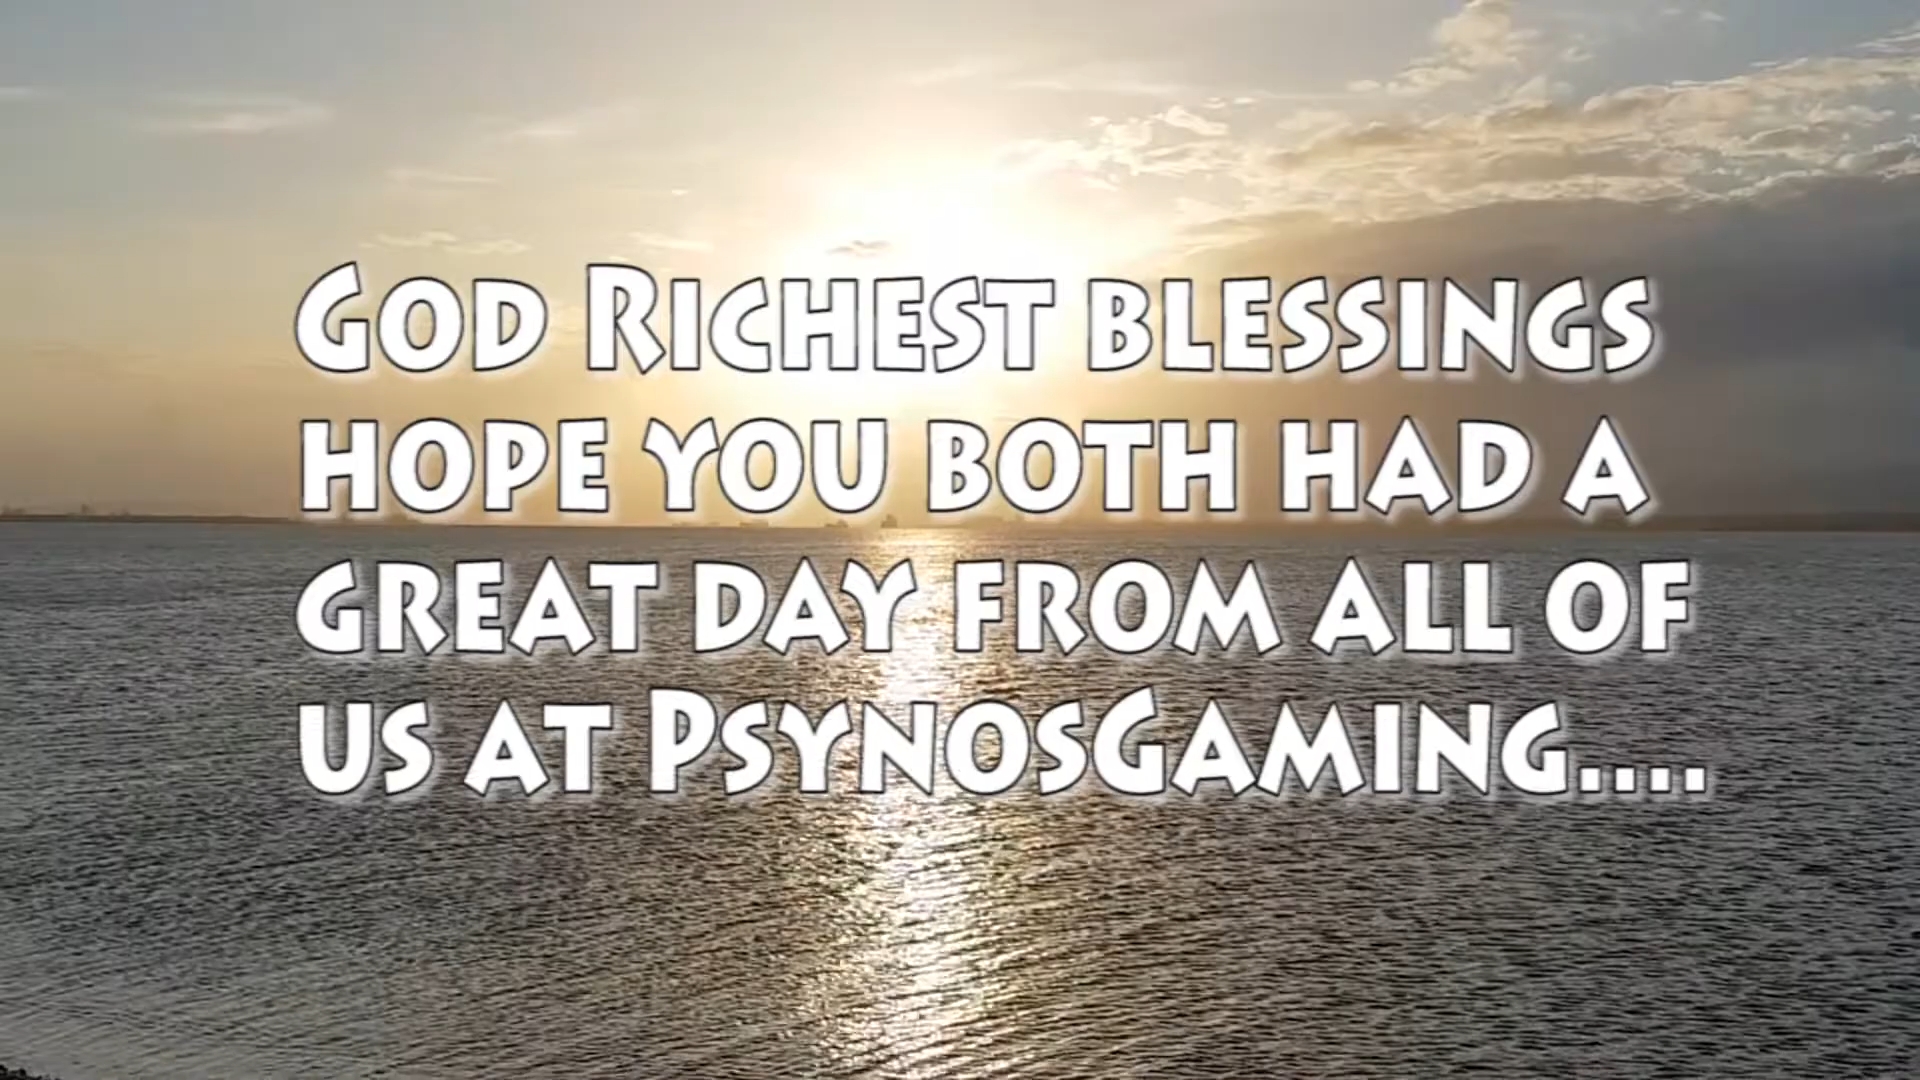 God Richest blessings
hope you both had a
great day from all of
us at PsynosGaming....